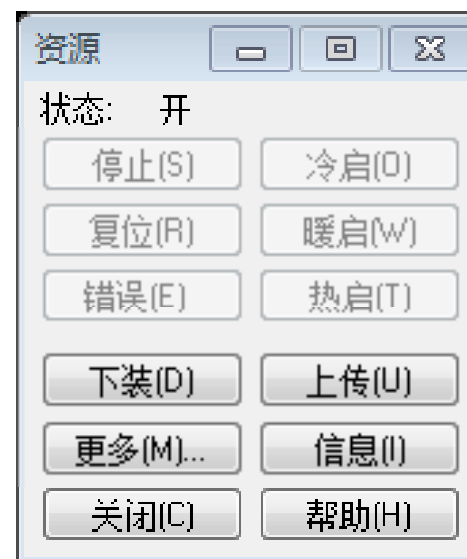 资源
状态: 开
停止(S) 冷启(O)
复位(R) 暖启(W)
错误(E) 热启(T)
下装(D) 上传(U)
更多(M)... 信息(I)
关闭(C) 帮助(H)